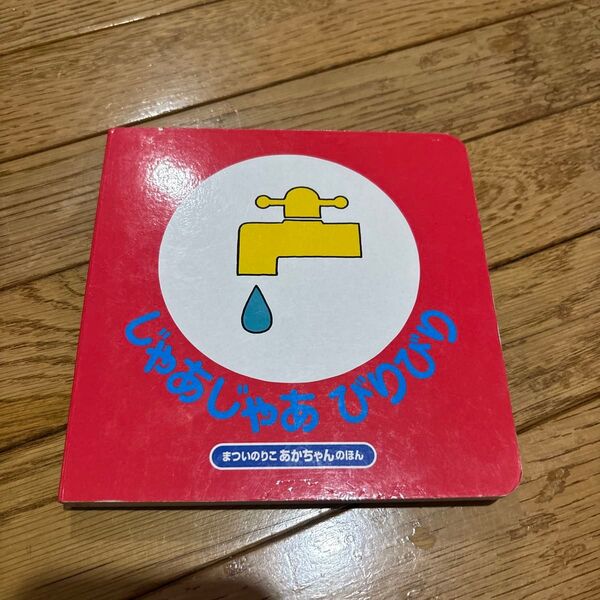 じゃあじゃあ びりびり
まついのりこ あかちゃんのほん